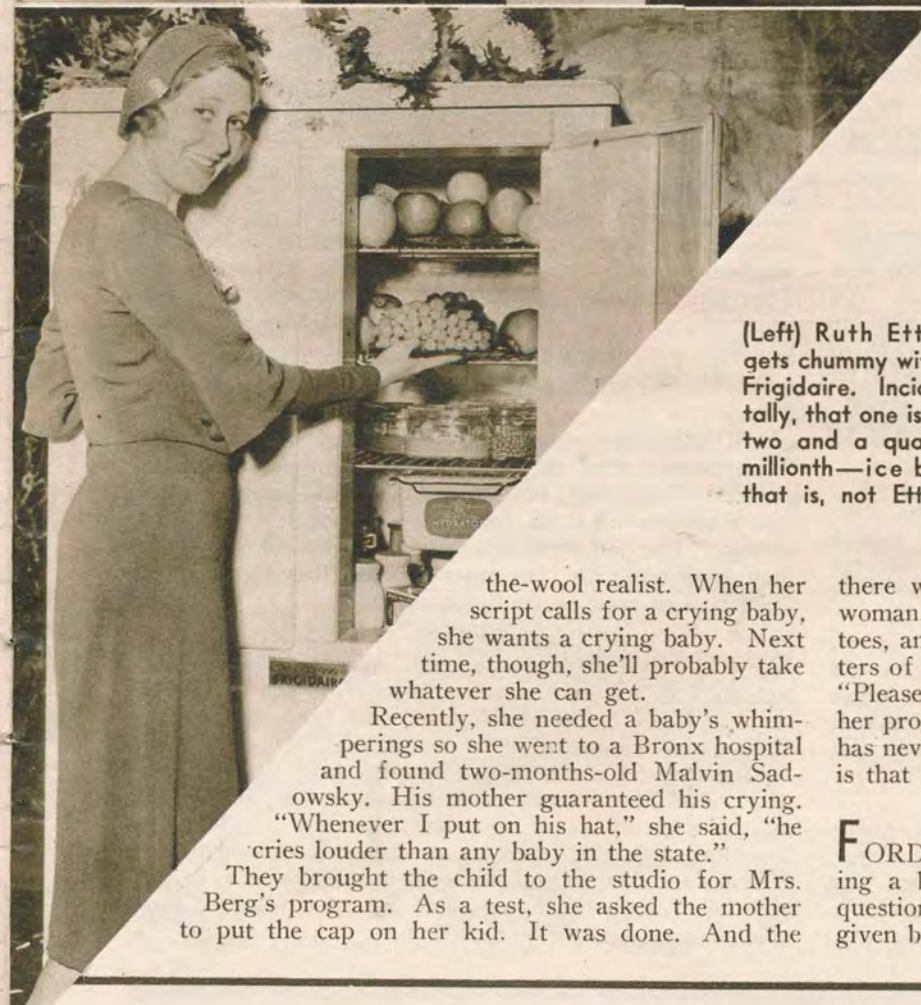 HYDRATOR
FRIGIDAIRE
(Left) Ruth Ett
gets chummy wi
Frigidaire. Incid
tally, that one is
two and a qua
millionth—ice b
that is, not Ett
the-wool realist. When her
script calls for a crying baby,
she wants a crying baby. Next
time, though, she'll probably take
whatever she can get.
Recently, she needed a baby's whim-
perings so she went to a Bronx hospital
and found two-months-old Malvin Sad-
owsky. His mother guaranteed his crying.
"Whenever I put on his hat," she said, "he
cries louder than any baby in the state."
They brought the child to the studio for Mrs.
Berg's program. As a test, she asked the mother
to put the cap on her kid. It was done. And the
there w
woman
toes, an
ters of
"Please
her pro
has nev
is that
FORD
ing a l
question
given b